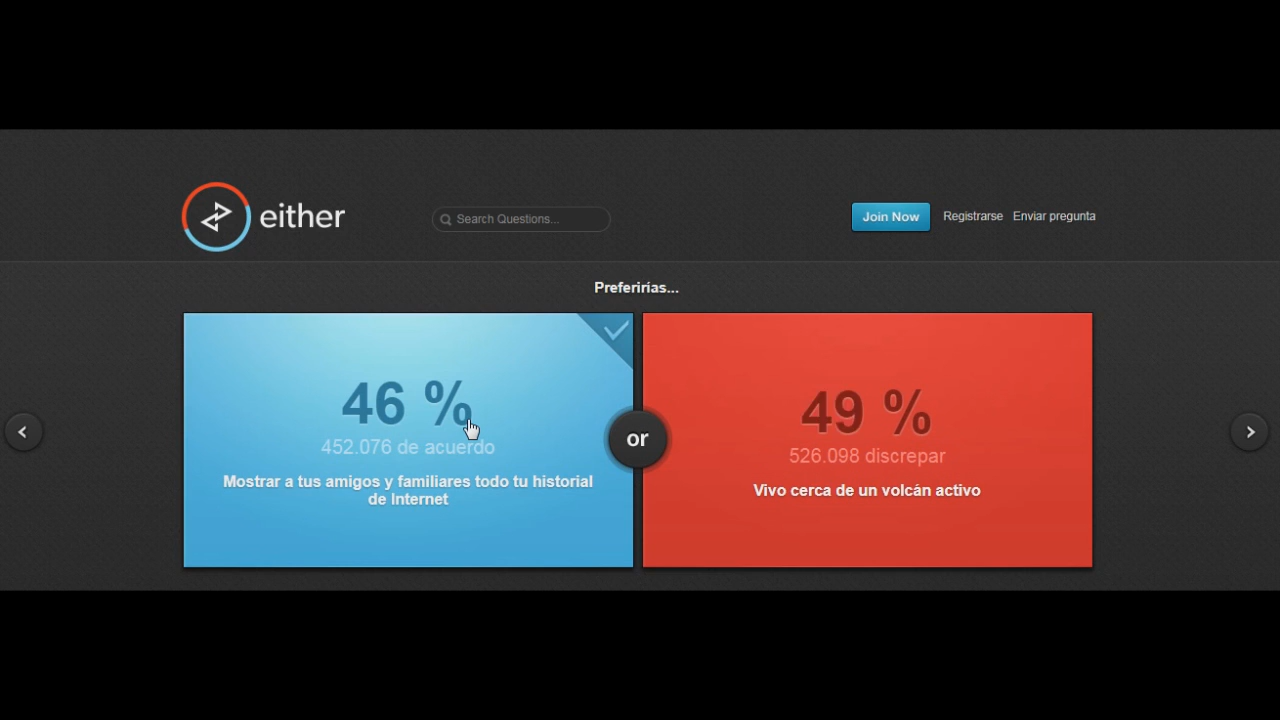 either
Search Questions...
Join Now
Registrarse
Enviar pregunta
Preferirías...
46 %
452.076 de acuerdo
Mostrar a tus amigos y familiares todo tu historial
de Internet
or
49 %
526.098 discrepar
Vivo cerca de un volcán activo